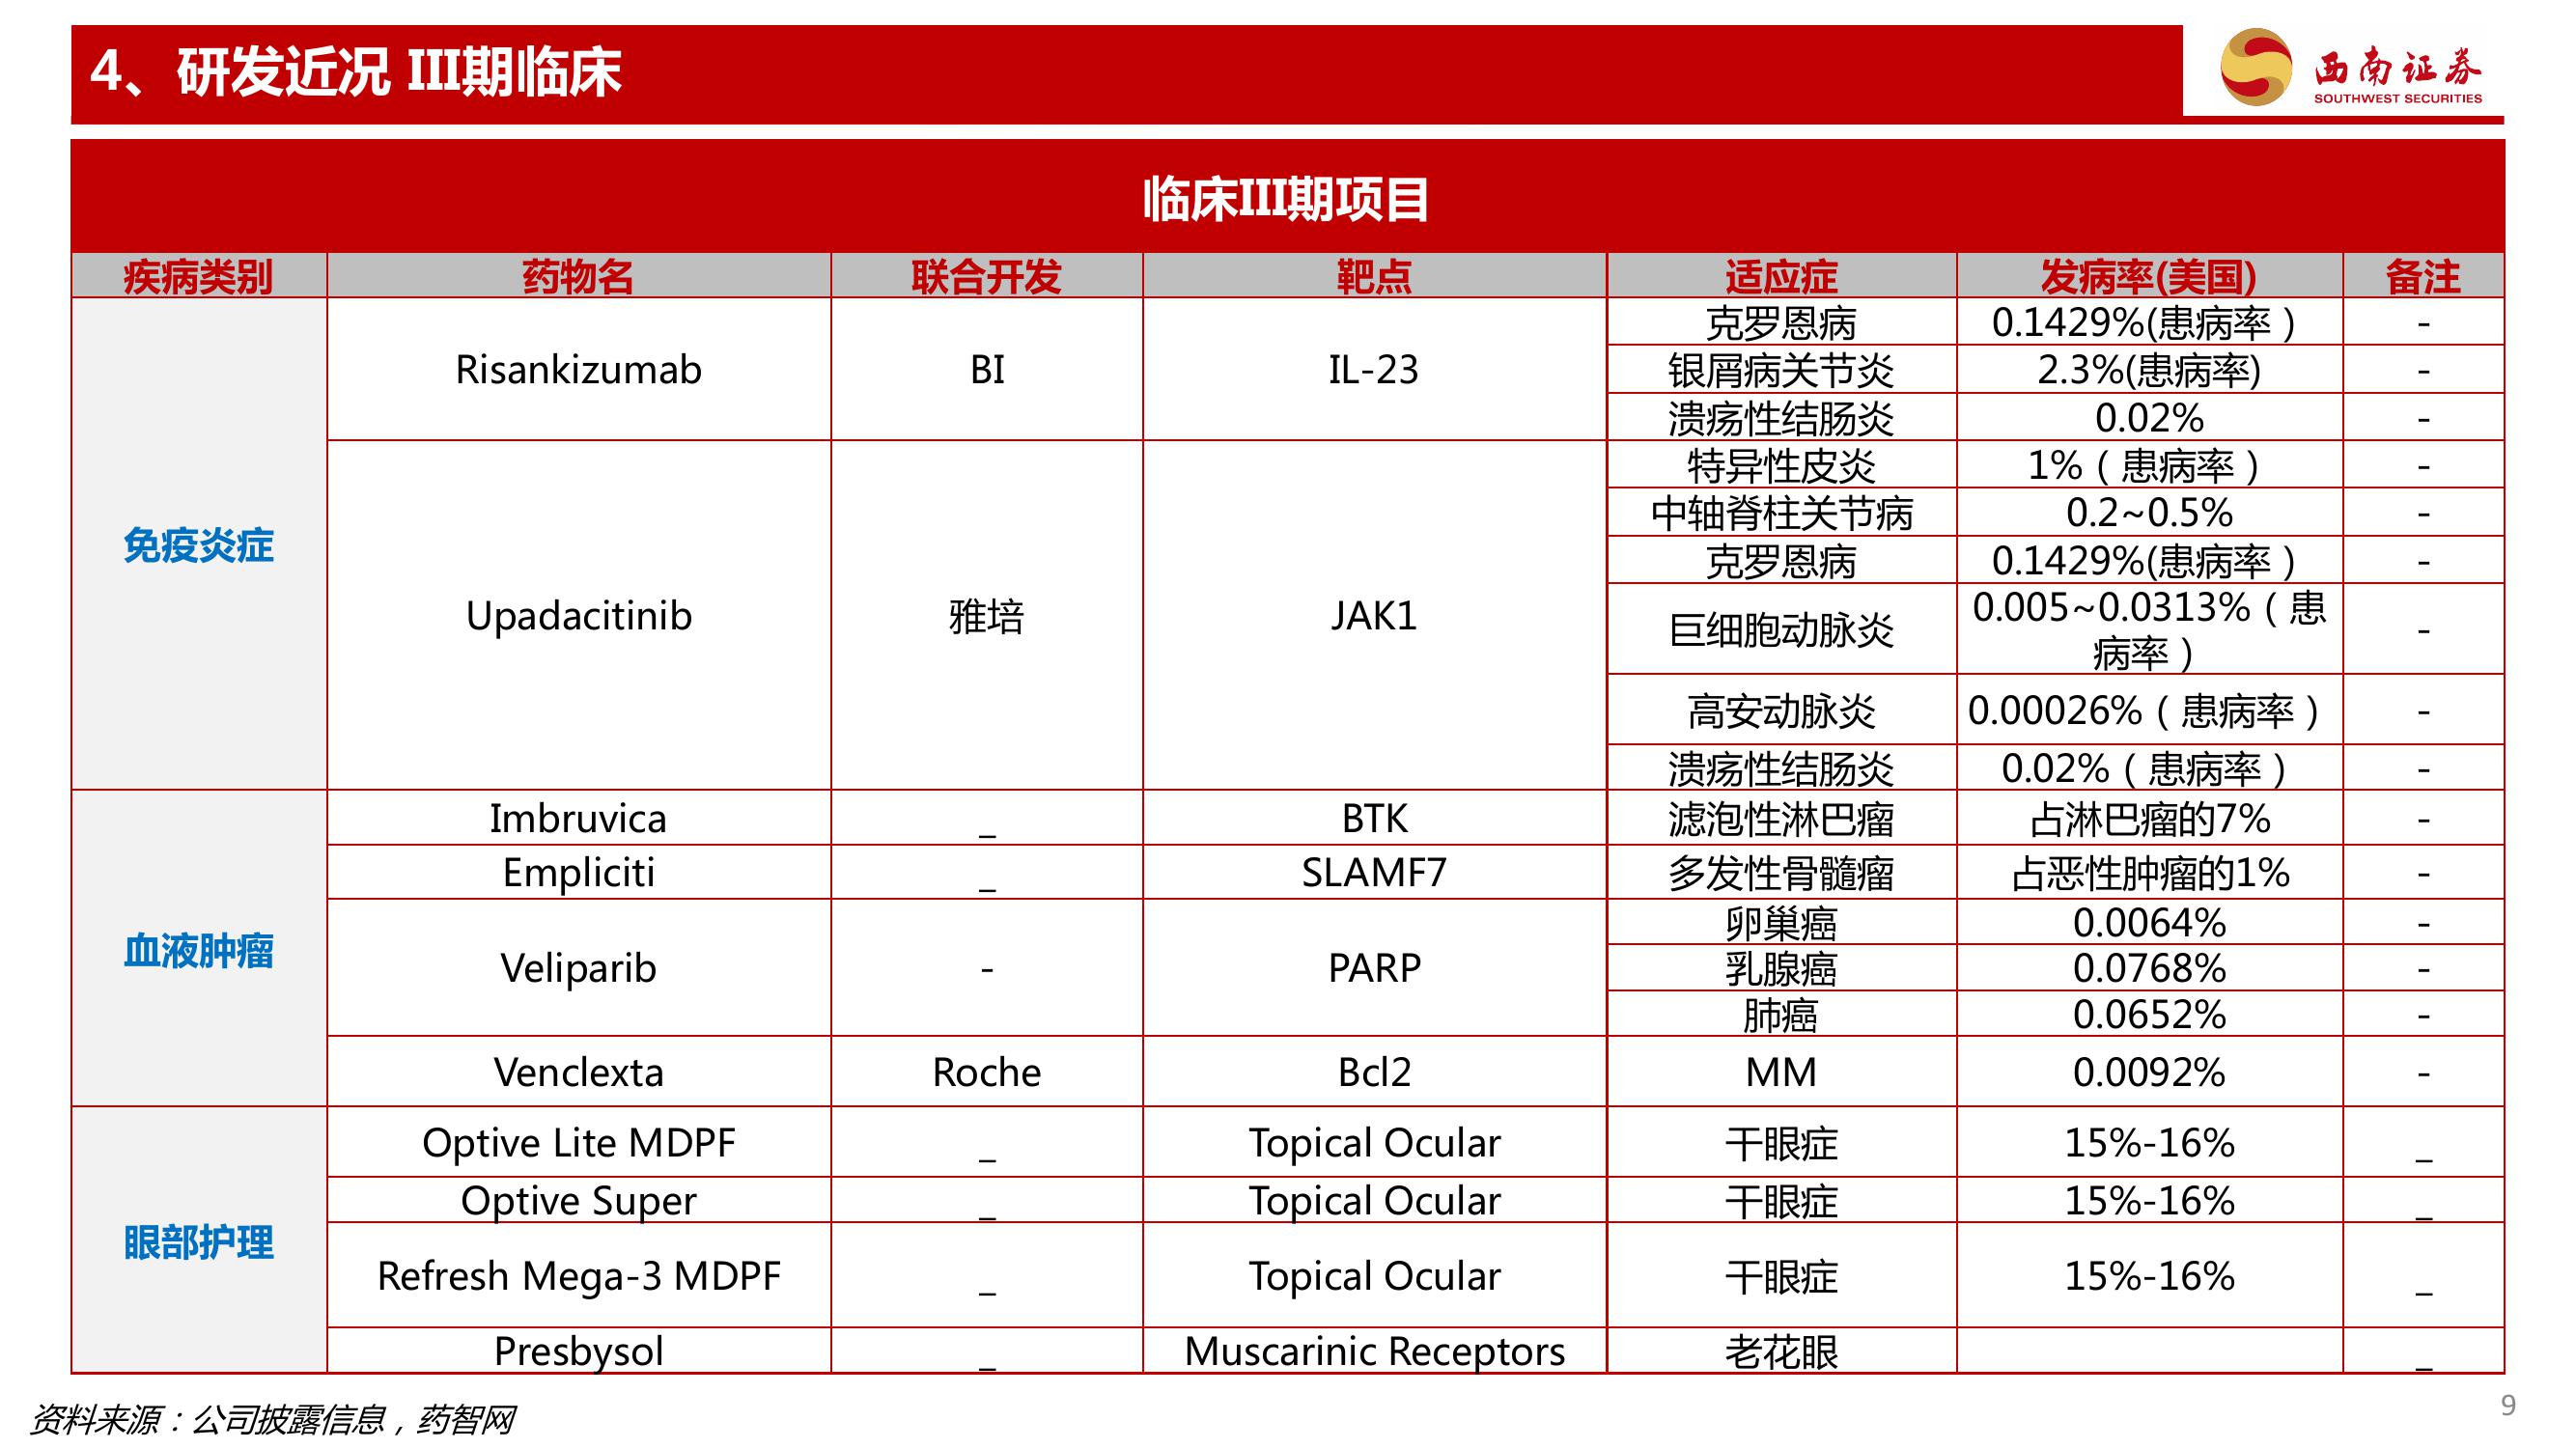 4、研发近况 III期临床
西南证券
SOUTHWEST SECURITIES
临床III期项目
疾病类别 药物名 联合开发 靶点 适应症 发病率(美国) 备注
免疫炎症 Risankizumab BI IL-23 克罗恩病 0.1429%(患病率） -
银屑病关节炎 2.3%(患病率) -
溃疡性结肠炎 0.02% -
Upadacitinib 雅培 JAK1 特异性皮炎 1%（患病率） -
中轴脊柱关节病 0.2~0.5% -
克罗恩病 0.1429%(患病率） -
巨细胞动脉炎 0.005~0.0313%（患
病率） -
高安动脉炎 0.00026%（患病率） -
溃疡性结肠炎 0.02%（患病率） -
血液肿瘤 Imbruvica _ BTK 滤泡性淋巴瘤 占淋巴瘤的7% -
Empliciti _ SLAMF7 多发性骨髓瘤 占恶性肿瘤的1% -
Veliparib - PARP 卵巢癌 0.0064% -
乳腺癌 0.0768% -
肺癌 0.0652% -
Venclexta Roche Bcl2 MM 0.0092% -
眼部护理 Optive Lite MDPF _ Topical Ocular 干眼症 15%-16% _
Optive Super _ Topical Ocular 干眼症 15%-16% _
Refresh Mega-3 MDPF _ Topical Ocular 干眼症 15%-16% _
Presbysol _ Muscarinic Receptors 老花眼 _
资料来源：公司披露信息，药智网
9